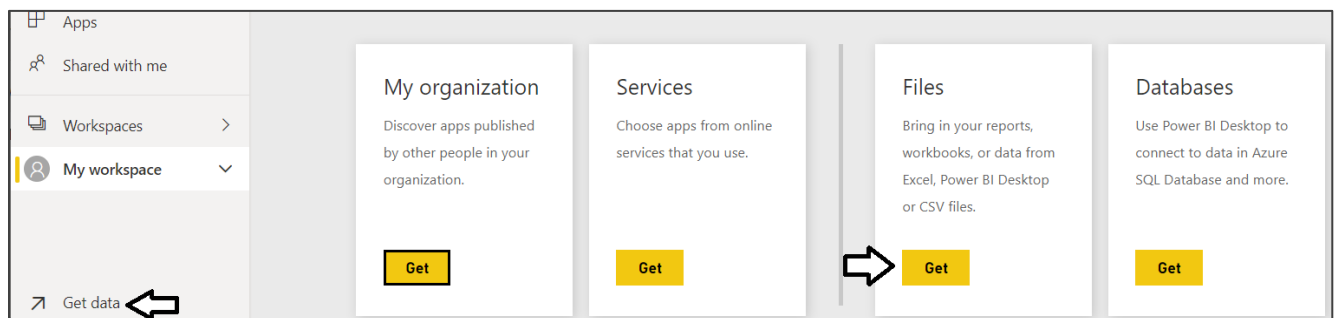 Apps
Shared with me
Workspaces
My workspace
Get data
My organization
Discover apps published
by other people in your
organization.
Get
Services
Choose apps from online
services that you use.
Get
Files
Bring in your reports,
workbooks, or data from
Excel, Power BI Desktop
or CSV files.
Get
Databases
Use Power BI Desktop to
connect to data in Azure
SQL Database and more.
Get